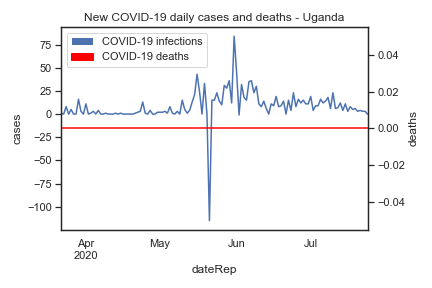 New COVID-19 daily cases and deaths - Uganda
COVID-19 infections
COVID-19 deaths
75
50
25
0
−25
−50
−75
−100
cases
0.04
0.02
0.00
−0.02
−0.04
deaths
Apr
2020
May
Jun
Jul
dateRep